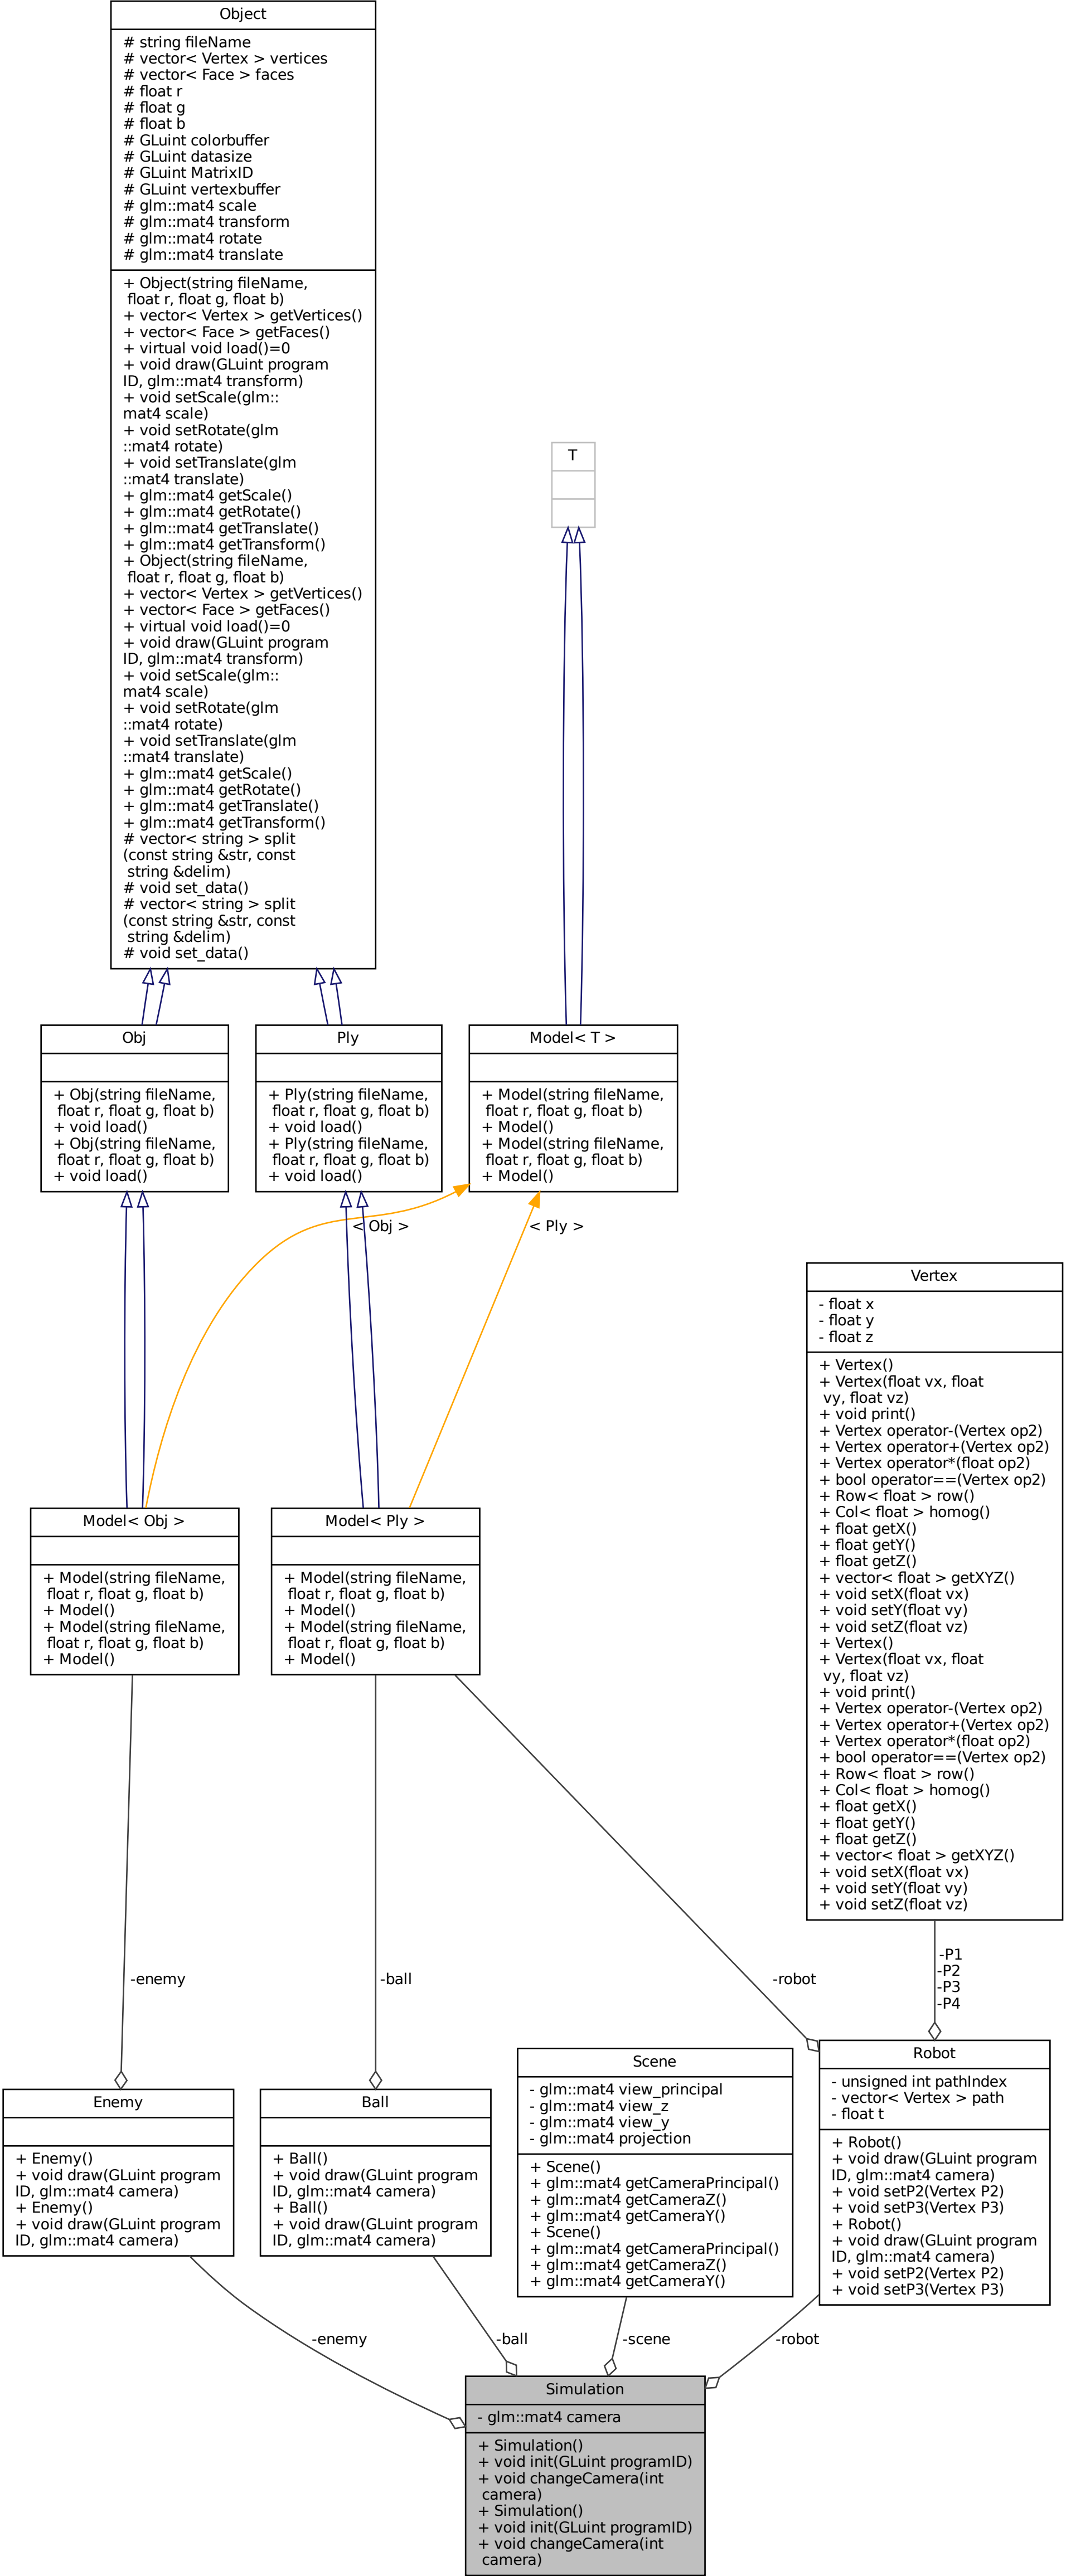 Object
# string fileName
# vector< Vertex > vertices
# vector< Face > faces
# float r
# float g
# float b
# GLuint colorbuffer
# GLuint datasize
# GLuint MatrixID
# GLuint vertexbuffer
# glm::mat4 scale
# glm::mat4 transform
# glm::mat4 rotate
# glm::mat4 translate
+ Object(string fileName,
float r, float g, float b)
+ vector< Vertex > getVertices()
+ vector< Face > getFaces()
+ virtual void load()=0
+ void draw(GLuint program
ID, glm::mat4 transform)
+ void setScale(glm::
mat4 scale)
+ void setRotate(glm
::mat4 rotate)
+ void setTranslate(glm
::mat4 translate)
+ glm::mat4 getScale()
+ glm::mat4 getRotate()
+ glm::mat4 getTranslate()
+ glm::mat4 getTransform()
+ Object(string fileName,
float r, float g, float b)
+ vector< Vertex > getVertices()
+ vector< Face > getFaces()
+ virtual void load()=0
+ void draw(GLuint program
ID, glm::mat4 transform)
+ void setScale(glm::
mat4 scale)
+ void setRotate(glm
::mat4 rotate)
+ void setTranslate(glm
::mat4 translate)
+ glm::mat4 getScale()
+ glm::mat4 getRotate()
+ glm::mat4 getTranslate()
+ glm::mat4 getTransform()
# vector< string > split
(const string &str, const
string &delim)
# void set_data()
# vector< string > split
(const string &str, const
string &delim)
# void set_data()
T
Obj
+ Obj(string fileName,
float r, float g, float b)
+ void load()
+ Obj(string fileName,
float r, float g, float b)
+ void load()
Ply
+ Ply(string fileName,
float r, float g, float b)
+ void load()
+ Ply(string fileName,
float r, float g, float b)
+ void load()
Model< T >
+ Model(string fileName,
float r, float g, float b)
+ Model()
+ Model(string fileName,
float r, float g, float b)
+ Model()
< Obj >
< Ply >
Vertex
- float x
- float y
- float z
+ Vertex()
+ Vertex(float vx, float
vy, float vz)
+ void print()
+ Vertex operator-(Vertex op2)
+ Vertex operator+(Vertex op2)
+ Vertex operator*(float op2)
+ bool operator==(Vertex op2)
+ Row< float > row()
+ Col< float > homog()
+ float getX()
+ float getY()
+ float getZ()
+ vector< float > getXYZ()
+ void setX(float vx)
+ void setY(float vy)
+ void setZ(float vz)
+ Vertex()
+ Vertex(float vx, float
vy, float vz)
+ void print()
+ Vertex operator-(Vertex op2)
+ Vertex operator+(Vertex op2)
+ Vertex operator*(float op2)
+ bool operator==(Vertex op2)
+ Row< float > row()
+ Col< float > homog()
+ float getX()
+ float getY()
+ float getZ()
+ vector< float > getXYZ()
+ void setX(float vx)
+ void setY(float vy)
+ void setZ(float vz)
Model< Obj >
+ Model(string fileName,
float r, float g, float b)
+ Model()
+ Model(string fileName,
float r, float g, float b)
+ Model()
Model< Ply >
+ Model(string fileName,
float r, float g, float b)
+ Model()
+ Model(string fileName,
float r, float g, float b)
+ Model()
-enemy
-ball
-robot
-P1
-P2
-P3
-P4
Enemy
+ Enemy()
+ void draw(GLuint program
ID, glm::mat4 camera)
+ Enemy()
+ void draw(GLuint program
ID, glm::mat4 camera)
Ball
+ Ball()
+ void draw(GLuint program
ID, glm::mat4 camera)
+ Ball()
+ void draw(GLuint program
ID, glm::mat4 camera)
Scene
- glm::mat4 view_principal
- glm::mat4 view_z
- glm::mat4 view_y
- glm::mat4 projection
+ Scene()
+ glm::mat4 getCameraPrincipal()
+ glm::mat4 getCameraZ()
+ glm::mat4 getCameraY()
+ Scene()
+ glm::mat4 getCameraPrincipal()
+ glm::mat4 getCameraZ()
+ glm::mat4 getCameraY()
Robot
- unsigned int pathIndex
- vector< Vertex > path
- float t
+ Robot()
+ void draw(GLuint program
ID, glm::mat4 camera)
+ void setP2(Vertex P2)
+ void setP3(Vertex P3)
+ Robot()
+ void draw(GLuint program
ID, glm::mat4 camera)
+ void setP2(Vertex P2)
+ void setP3(Vertex P3)
-enemy
-ball
-scene
-robot
Simulation
- glm::mat4 camera
+ Simulation()
+ void init(GLuint programID)
+ void changeCamera(int
camera)
+ Simulation()
+ void init(GLuint programID)
+ void changeCamera(int
camera)